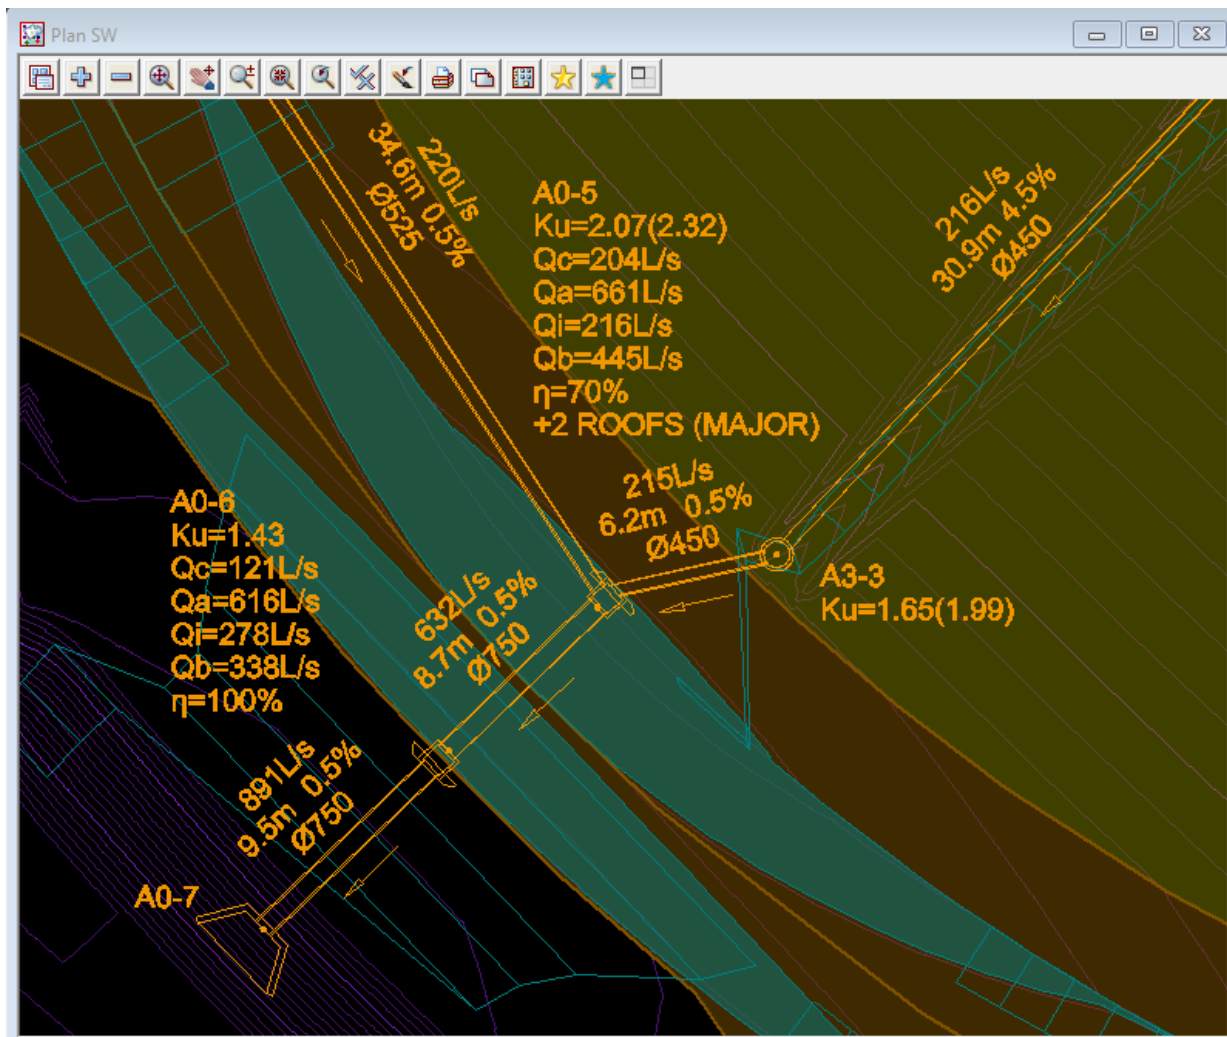 Plan SW
220L/s
34.6m 0.5%
Ø525
A0-5
Ku=2.07(2.32)
Qc=204L/s
Qa=661L/s
Qi=216L/s
Qb=445L/s
η=70%
+2 ROOFS (MAJOR)
216L/s
30.9m 4.5%
Ø450
215L/s
6.2m 0.5%
Ø450
A3-3
Ku=1.65(1.99)
A0-6
Ku=1.43
Qc=121L/s
Qa=616L/s
Qi=278L/s
Qb=338L/s
η=100%
632L/s
8.7m 0.5%
Ø750
891L/s
9.5m 0.5%
Ø750
A0-7